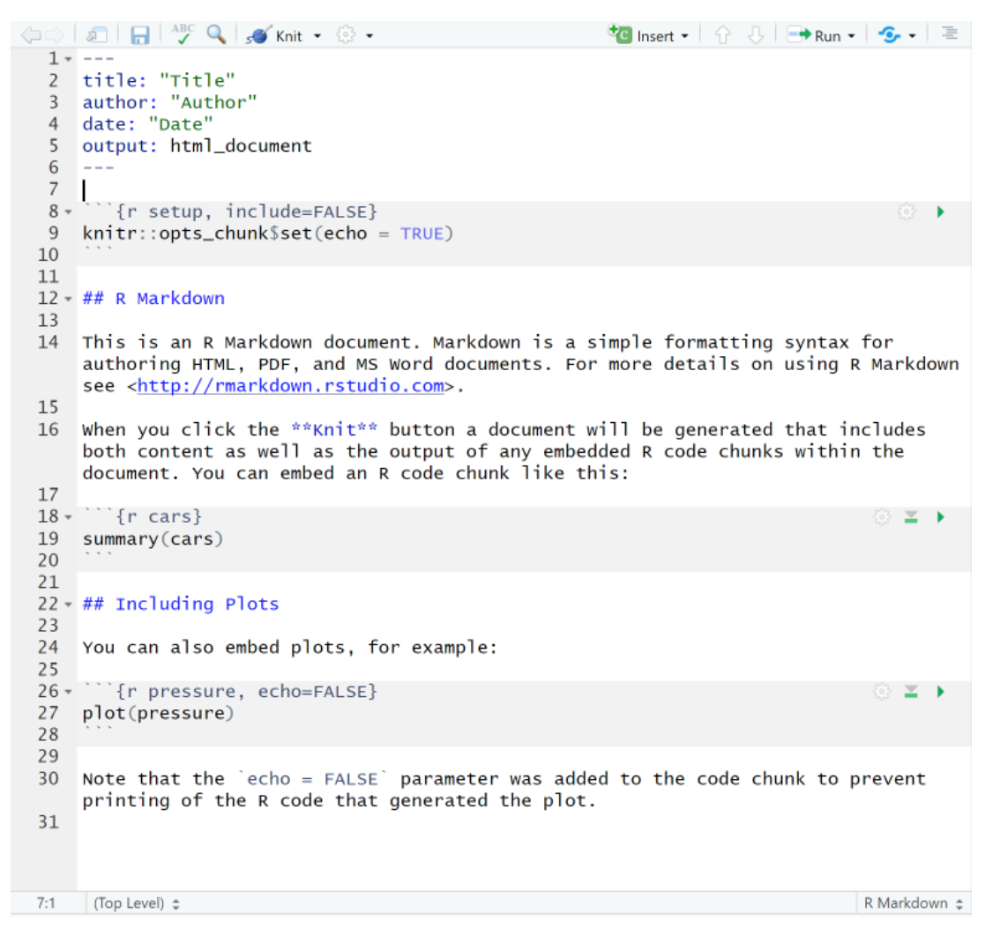 ABC Knit Insert Run
1 ---
2 title: "Title"
3 author: "Author"
4 date: "Date"
5 output: html_document
6 ---
7
8 ```{r setup, include=FALSE}
9 knitr::opts_chunk$set(echo = TRUE)
10 ```
11
12 ## R Markdown
13
14 This is an R Markdown document. Markdown is a simple formatting syntax for
authoring HTML, PDF, and MS Word documents. For more details on using R Markdown
see <http://rmarkdown.rstudio.com>.
15
16 When you click the **Knit** button a document will be generated that includes
both content as well as the output of any embedded R code chunks within the
document. You can embed an R code chunk like this:
17
18 ```{r cars}
19 summary(cars)
20 ```
21
22 ## Including Plots
23
24 You can also embed plots, for example:
25
26 ```{r pressure, echo=FALSE}
27 plot(pressure)
28 ```
29
30 Note that the `echo = FALSE` parameter was added to the code chunk to prevent
printing of the R code that generated the plot.
31
7:1 (Top Level) R Markdown